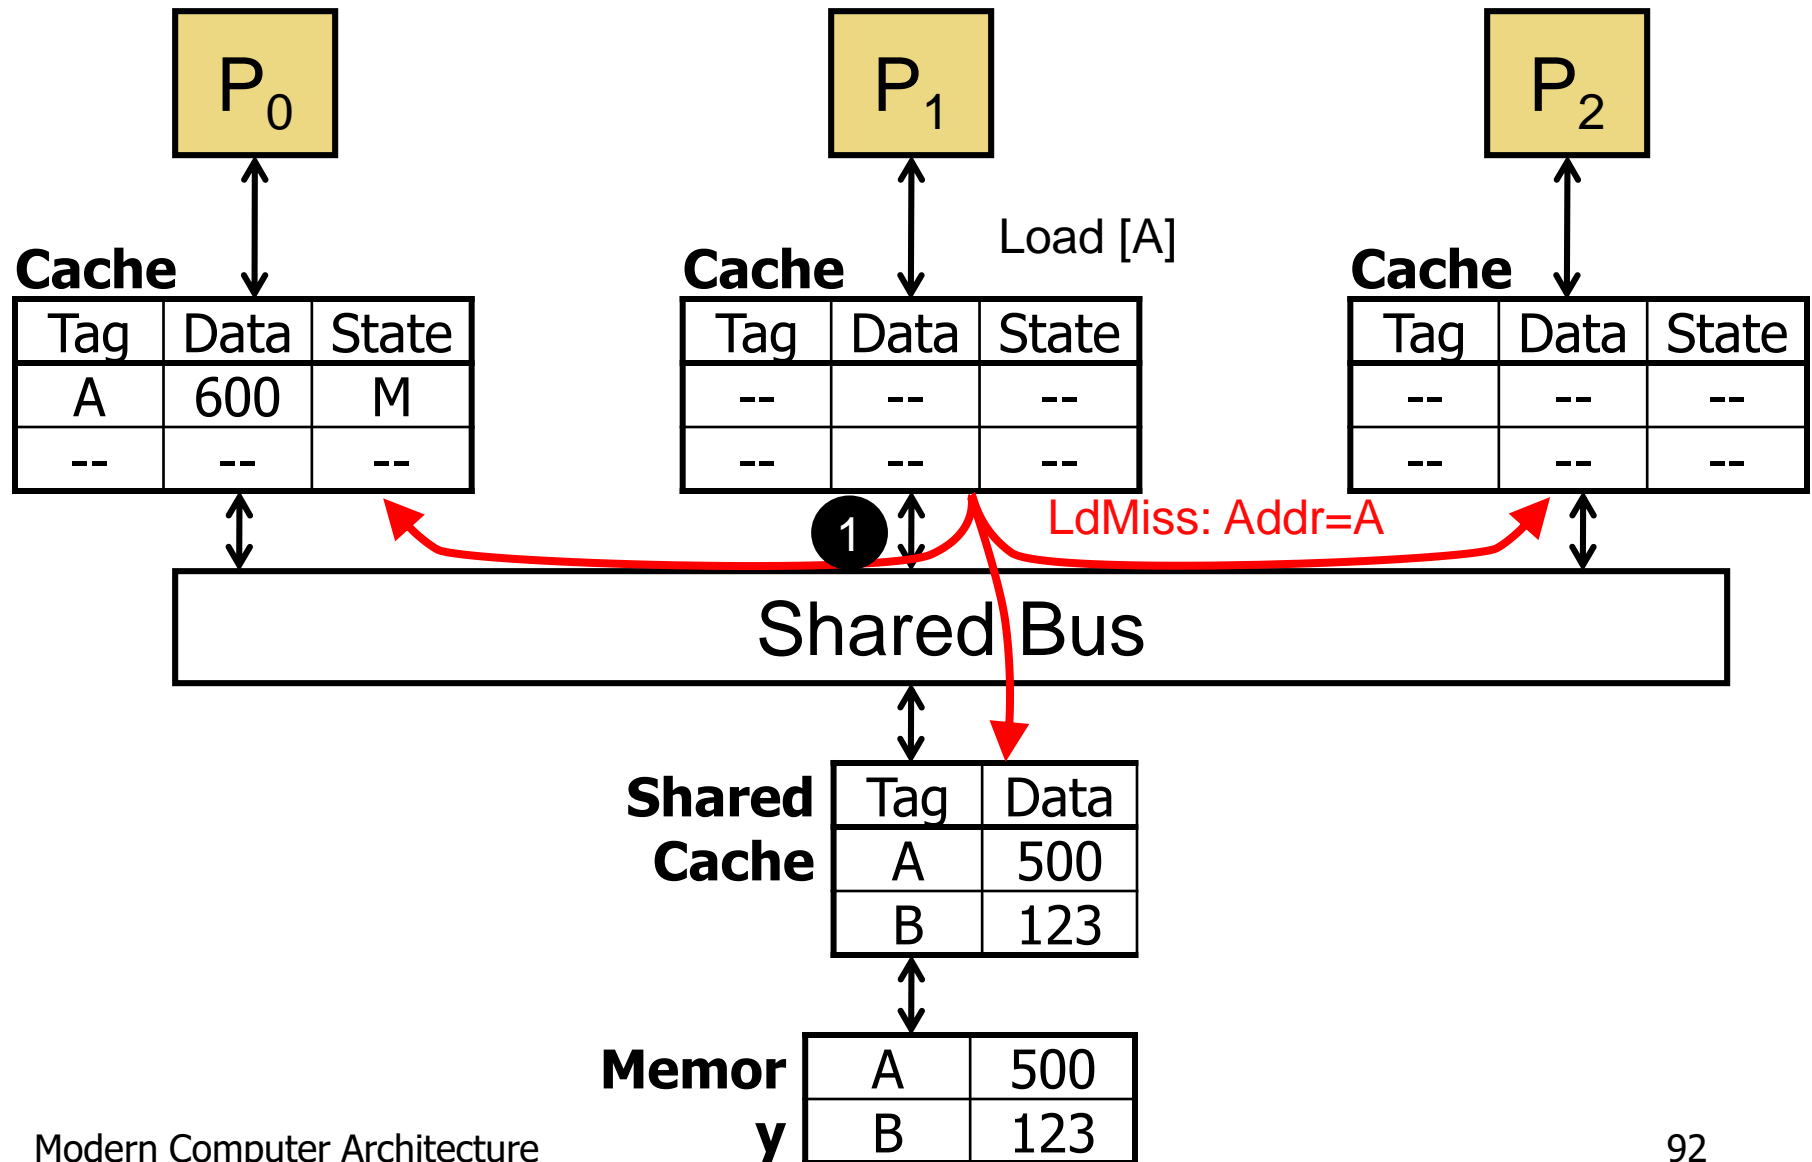 P0 P1 P2
Load [A]
Cache Cache Cache
Tag Data State Tag Data State Tag Data State
A 600 M -- -- -- -- -- --
-- -- -- -- -- -- -- -- --
1 LdMiss: Addr=A
Shared Bus
Shared Tag Data
Cache A 500
B 123
Memor A 500
y B 123
Modern Computer Architecture 92